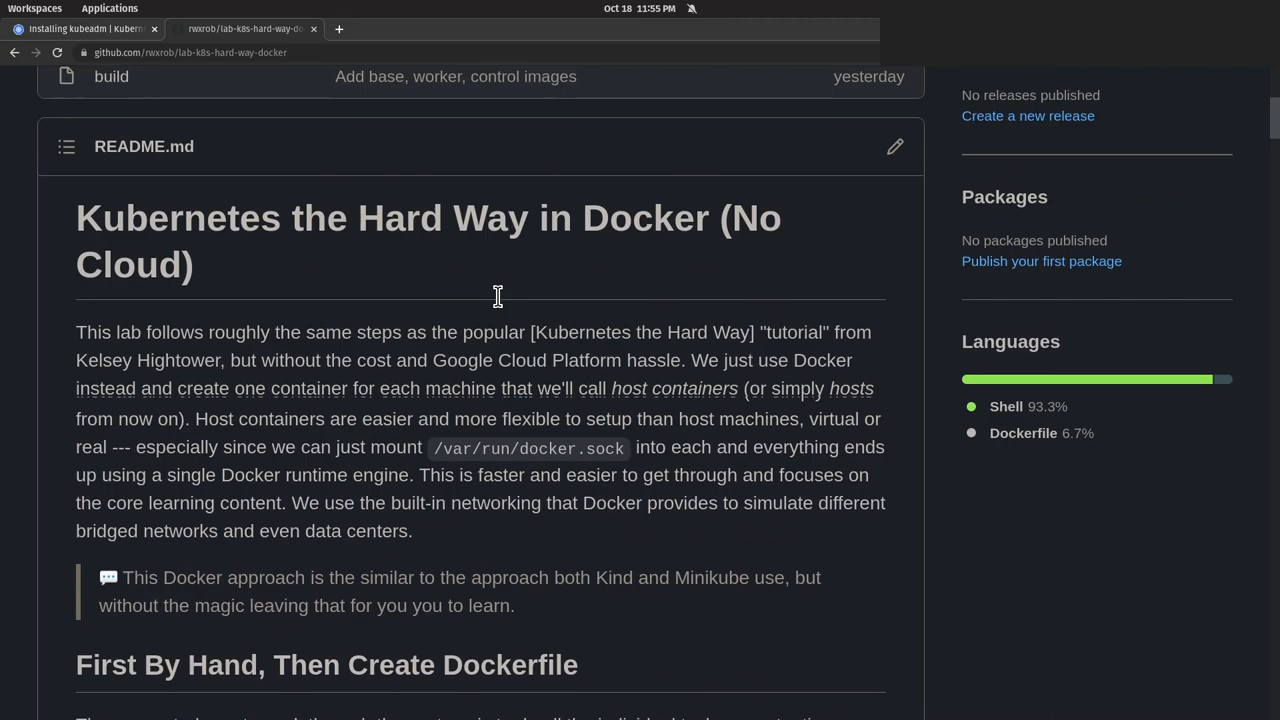 Workspaces Applications Oct 18 11:55 PM
Installing kubeadm | Kubern rwxrob/lab-k8s-hard-way-do
github.com/rwxrob/lab-k8s-hard-way-docker
build Add base, worker, control images yesterday
README.md
Kubernetes the Hard Way in Docker (No
Cloud)
This lab follows roughly the same steps as the popular [Kubernetes the Hard Way] "tutorial" from
Kelsey Hightower, but without the cost and Google Cloud Platform hassle. We just use Docker
instead and create one container for each machine that we'll call host containers (or simply hosts
from now on). Host containers are easier and more flexible to setup than host machines, virtual or
real --- especially since we can just mount /var/run/docker.sock into each and everything ends
up using a single Docker runtime engine. This is faster and easier to get through and focuses on
the core learning content. We use the built-in networking that Docker provides to simulate different
bridged networks and even data centers.
💬 This Docker approach is the similar to the approach both Kind and Minikube use, but
without the magic leaving that for you you to learn.
First By Hand, Then Create Dockerfile
No releases published
Create a new release
Packages
No packages published
Publish your first package
Languages
Shell 93.3%
Dockerfile 6.7%